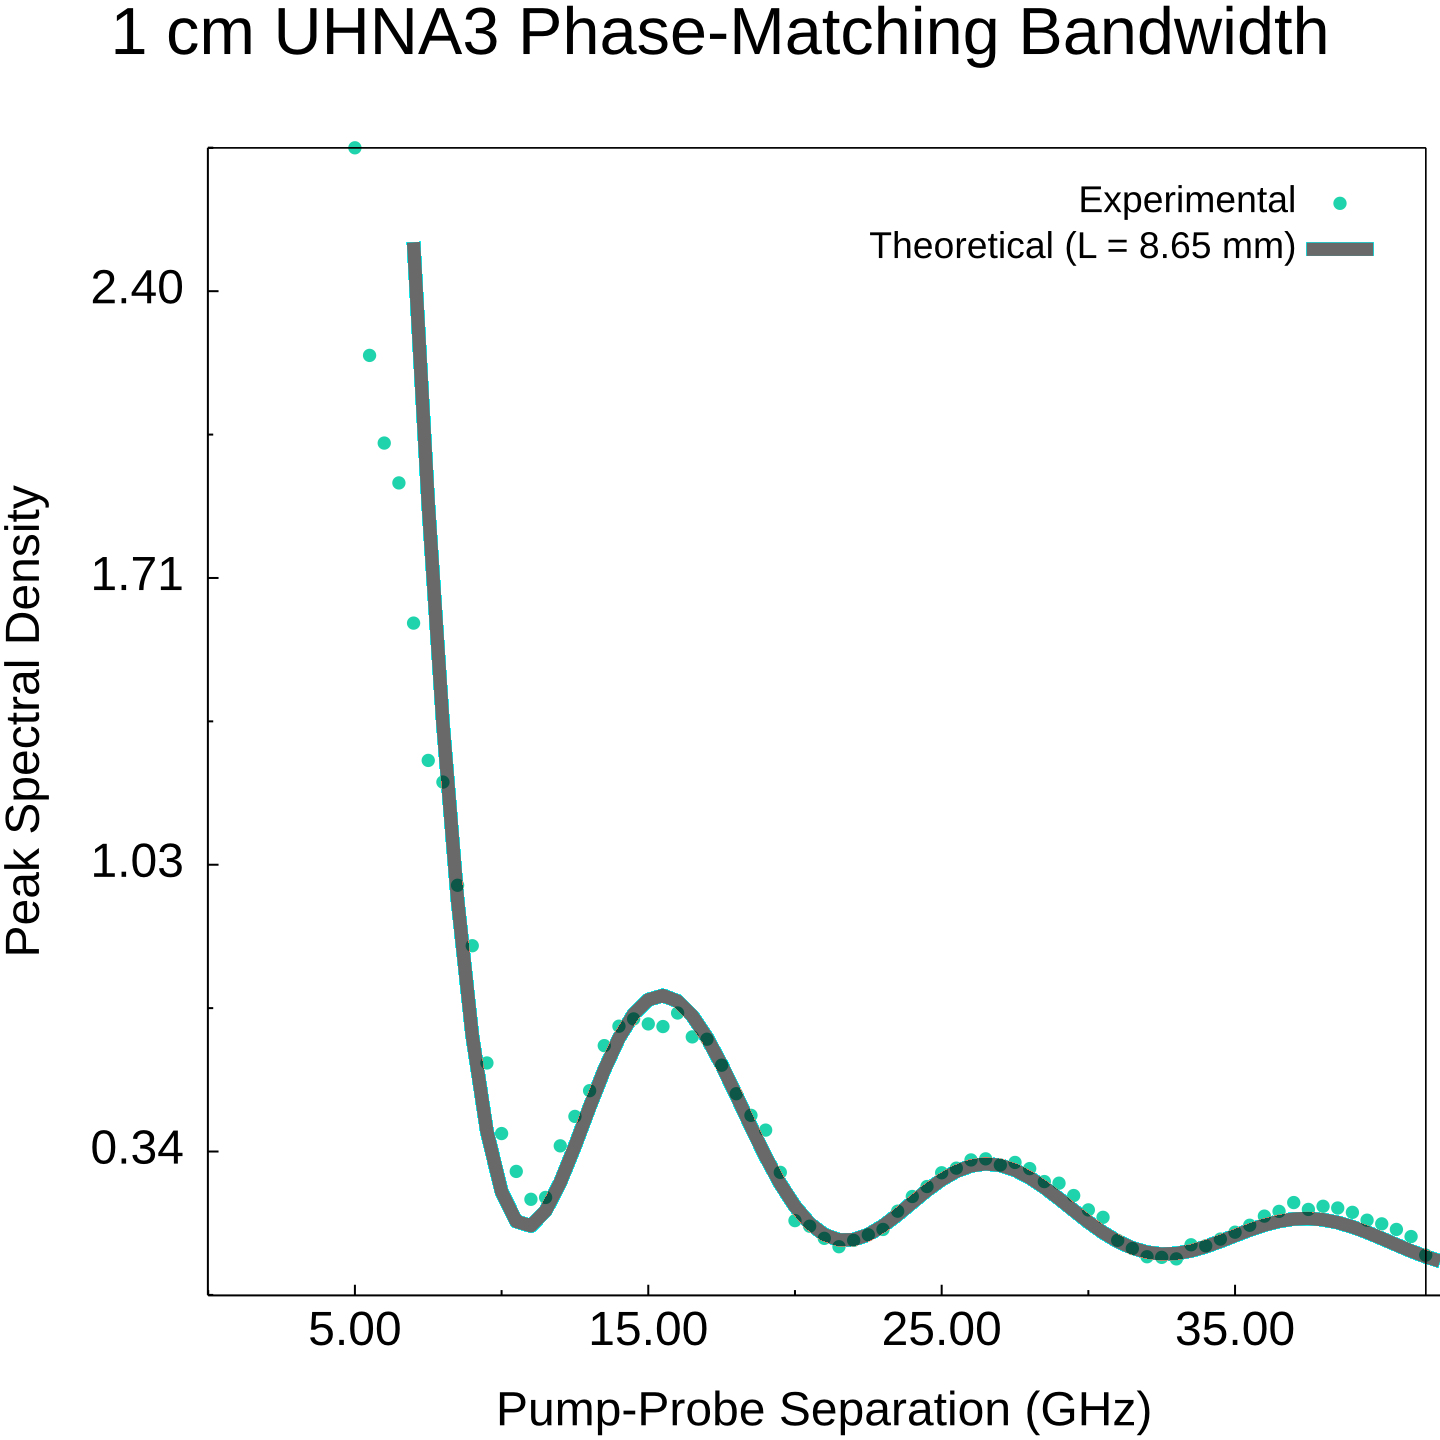 1 cm UHNA3 Phase-Matching Bandwidth
Experimental
Theoretical (L = 8.65 mm)
2.40
1.71
1.03
0.34
Peak Spectral Density
5.00 15.00 25.00 35.00
Pump-Probe Separation (GHz)